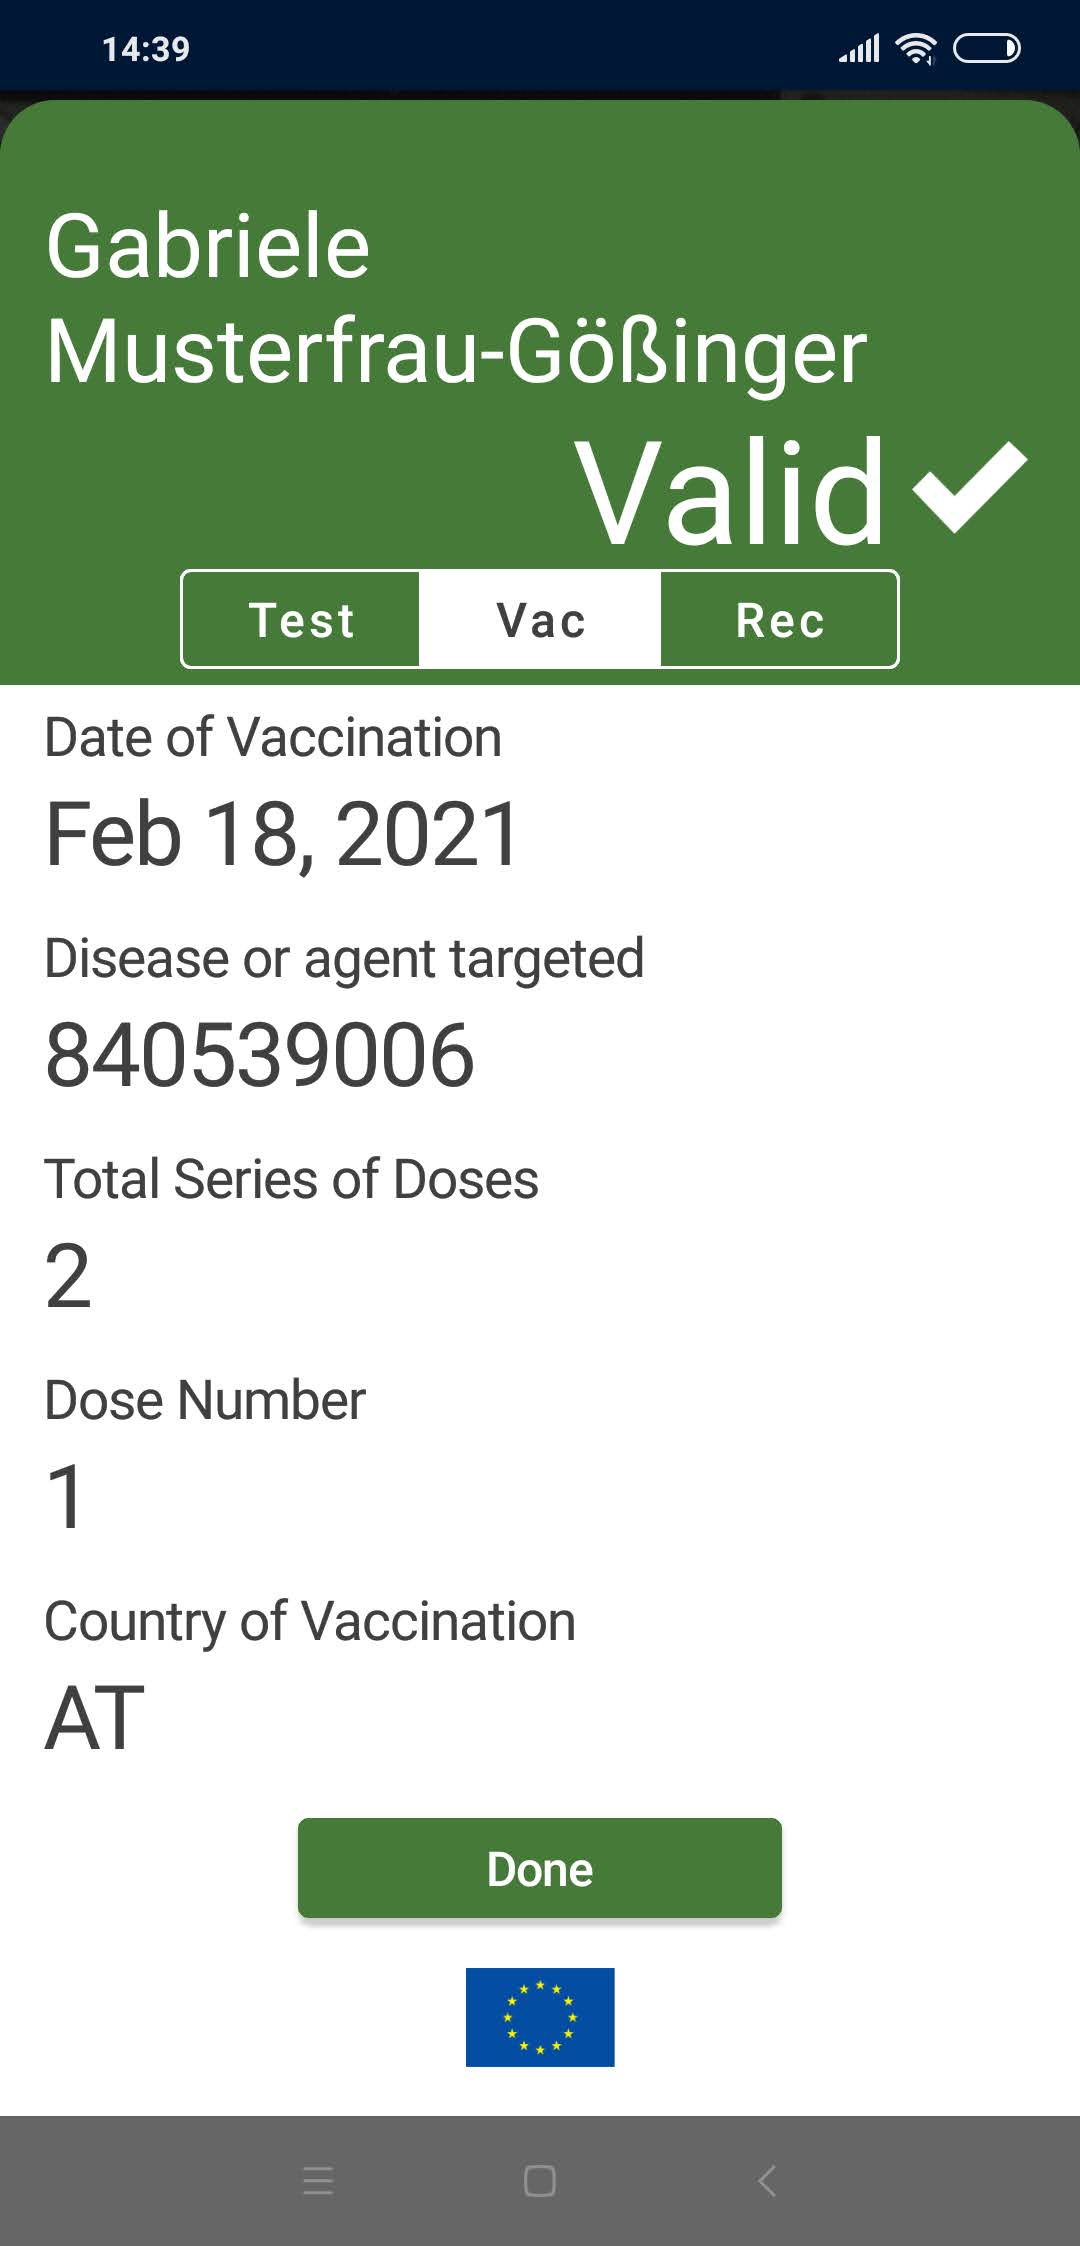 14:39
Gabriele
Musterfrau-Gößinger
Valid
Test Vac Rec
Date of Vaccination
Feb 18, 2021
Disease or agent targeted
840539006
Total Series of Doses
2
Dose Number
1
Country of Vaccination
AT
Done